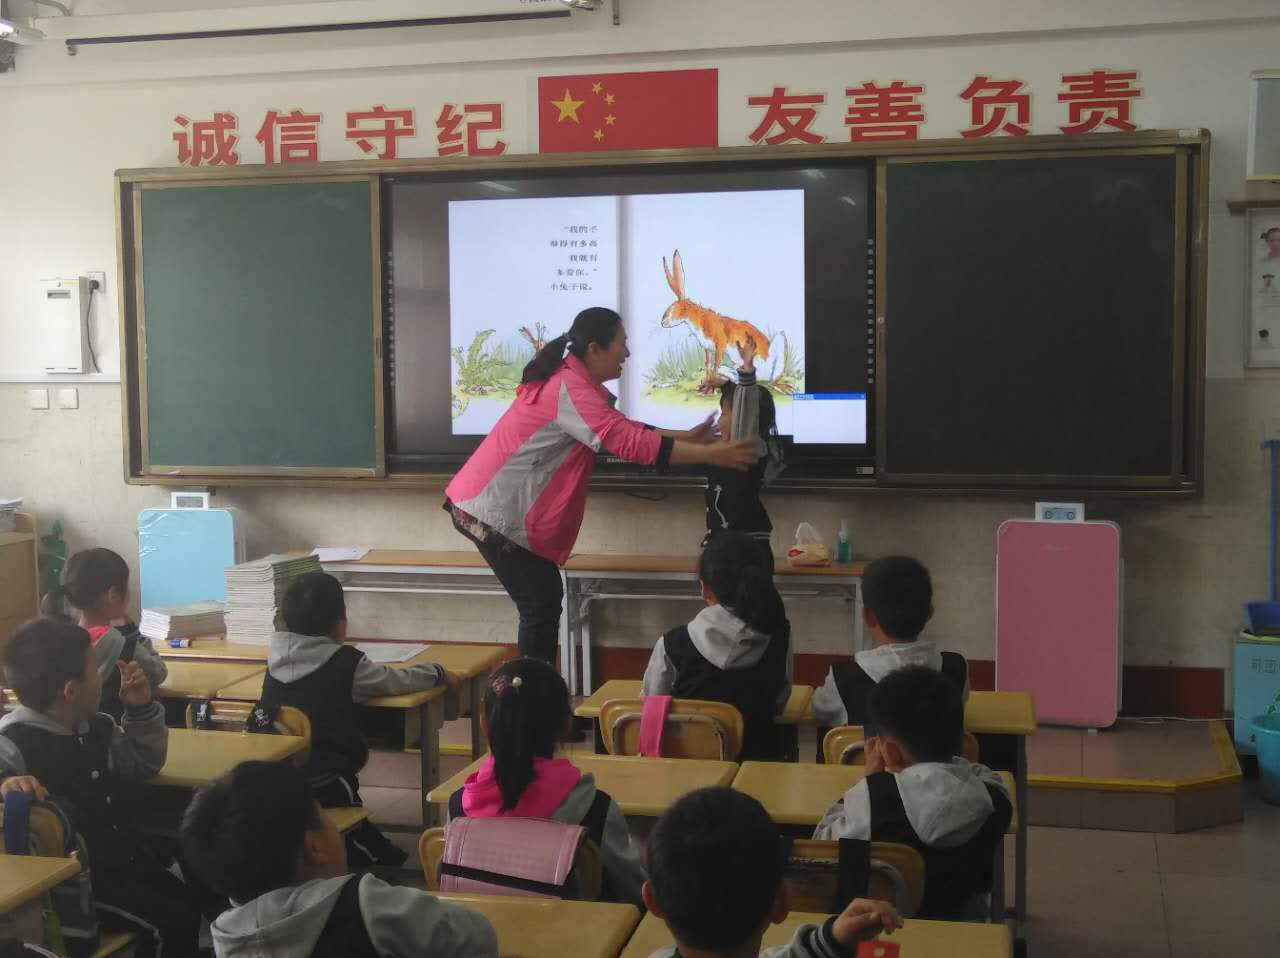 诚信守纪
友善负责
“我的手
举得有多高
我就有
多爱你。”
小兔子说。